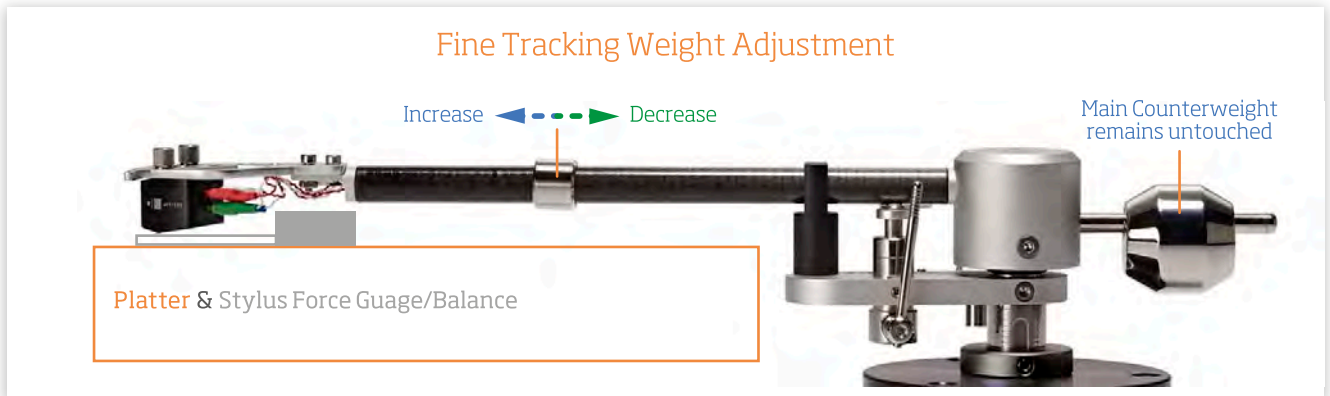 Fine Tracking Weight Adjustment
Increase
Decrease
Main Counterweight
remains untouched
Platter & Stylus Force Guage/Balance